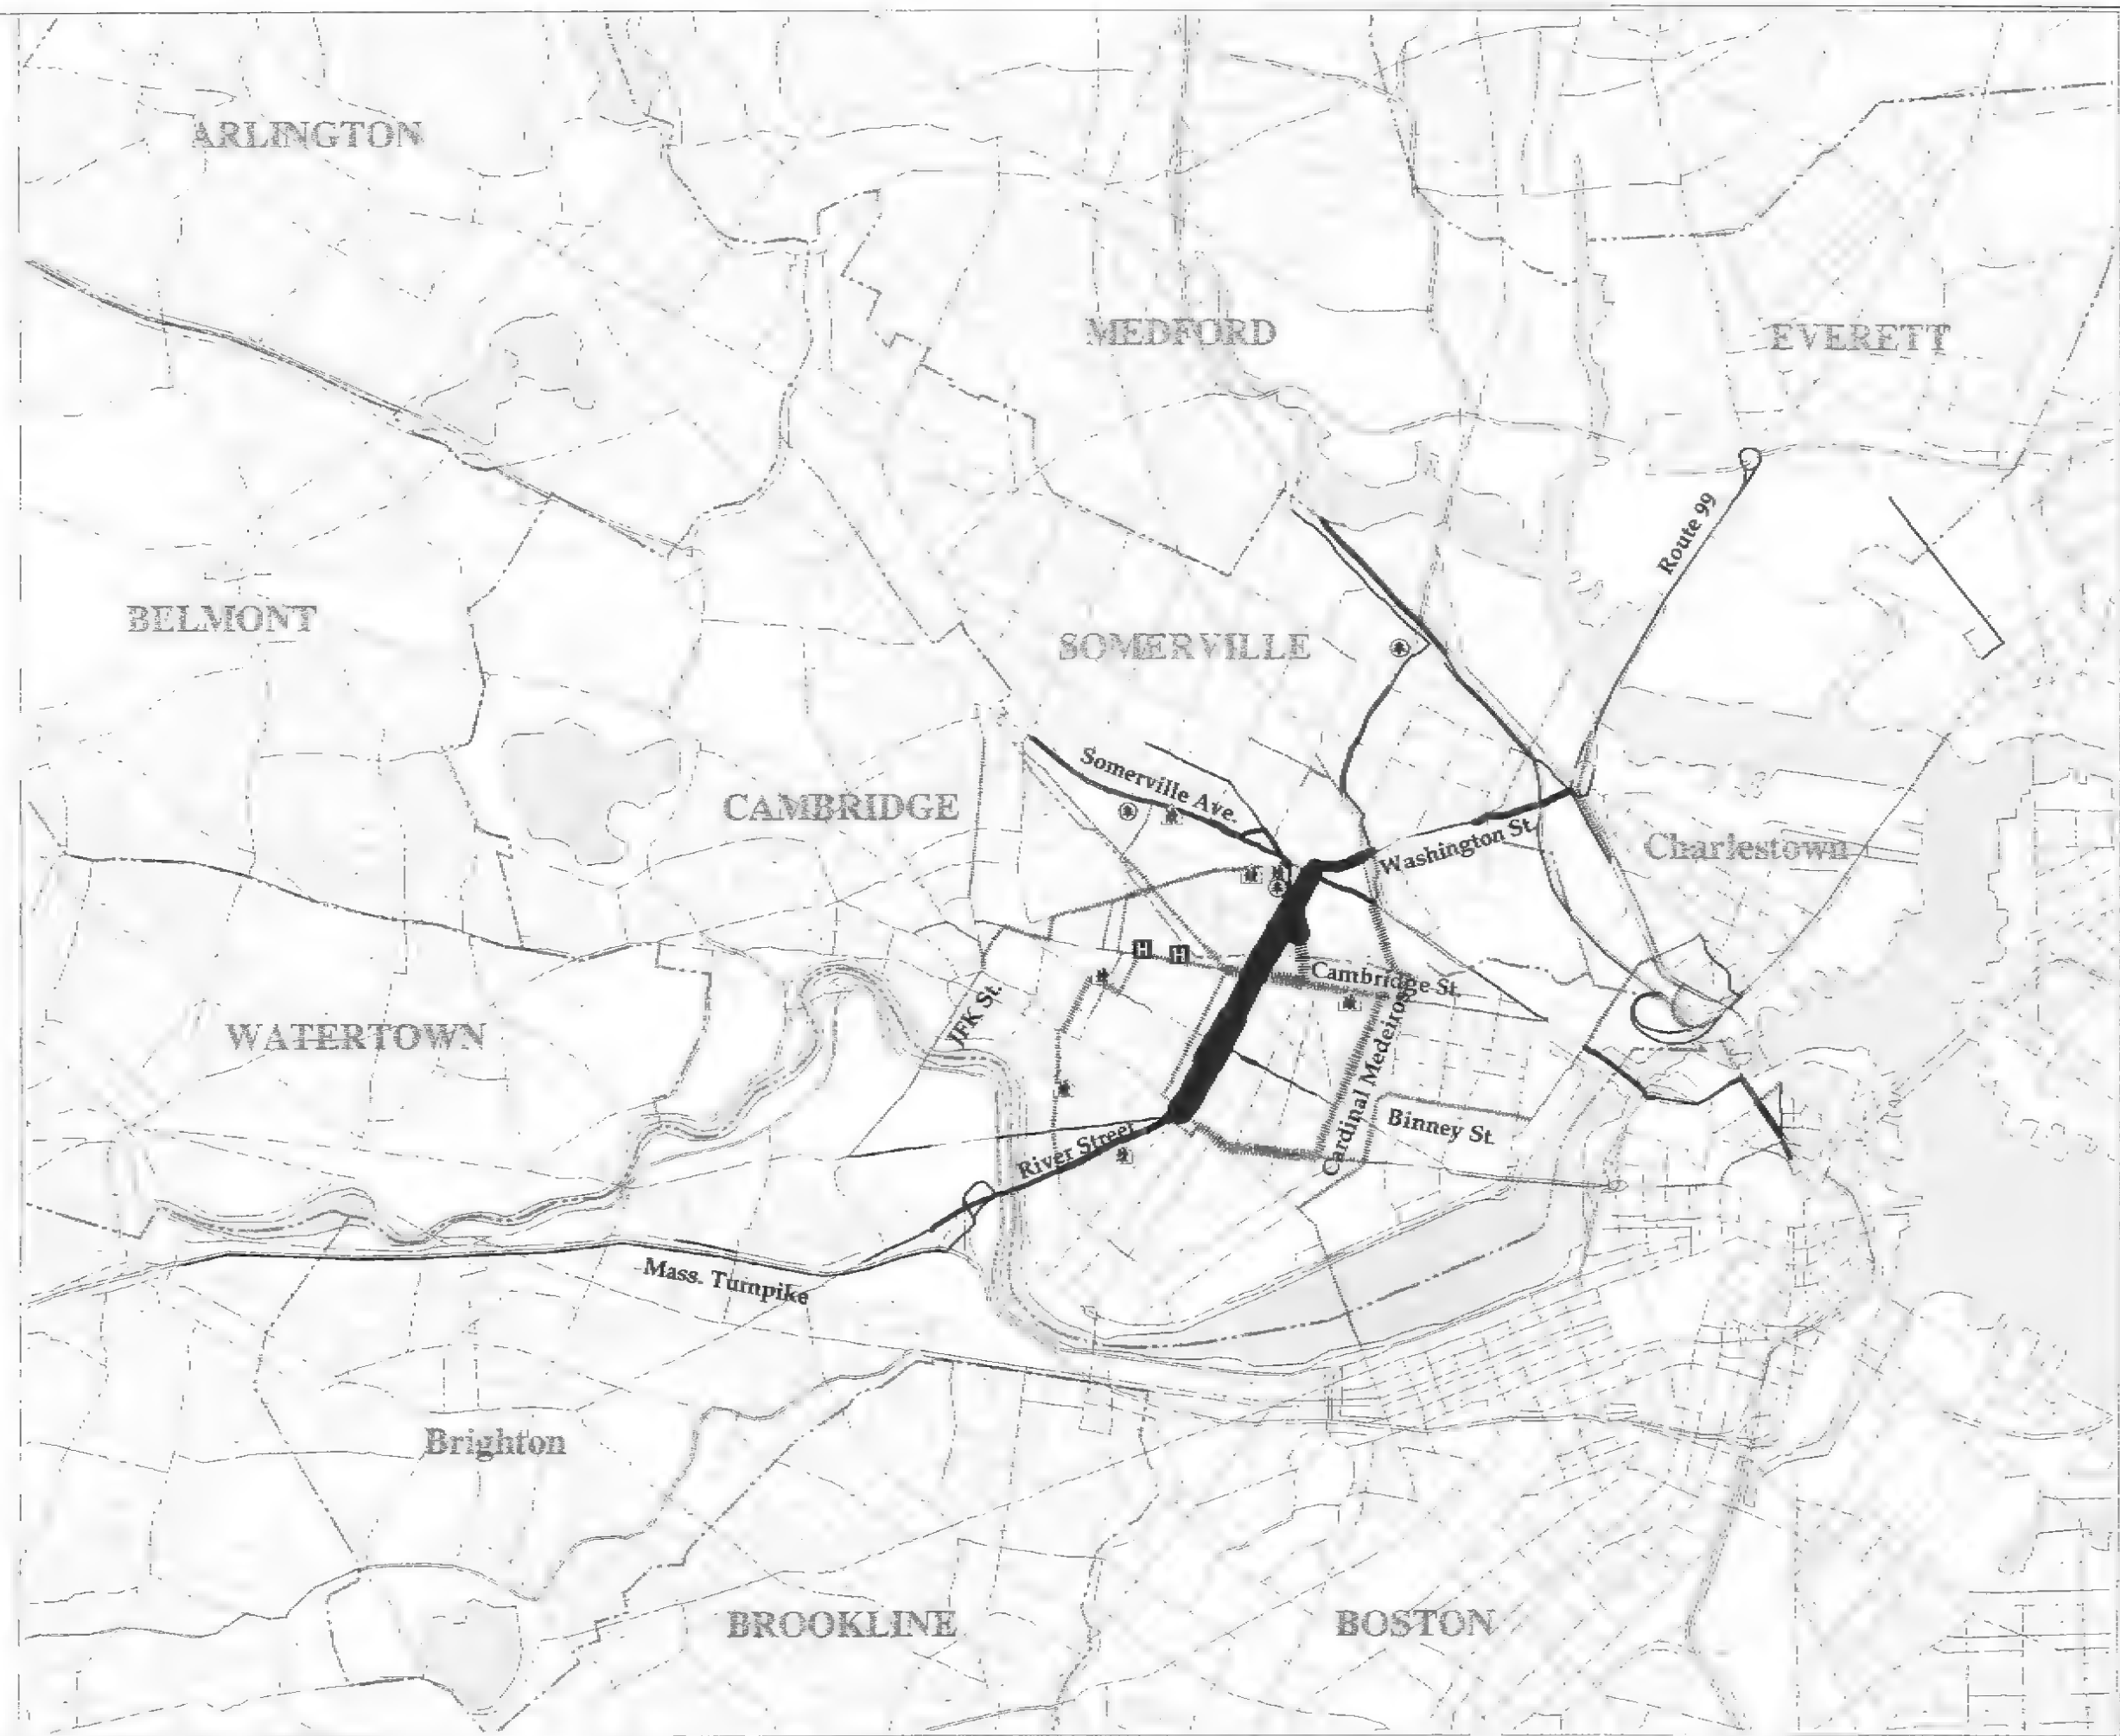 ARLINGTON
MEDFORD
EVERETT
Route 99
BELMONT
SOMERVILLE
Somerville Ave.
CAMBRIDGE
Washington St.
Charlestown
H
H
Cambridge St.
JFK St.
WATERTOWN
Cardinal Medeiros
Binney St.
River Street
Mass. Turnpike
Brighton
BROOKLINE
BOSTON